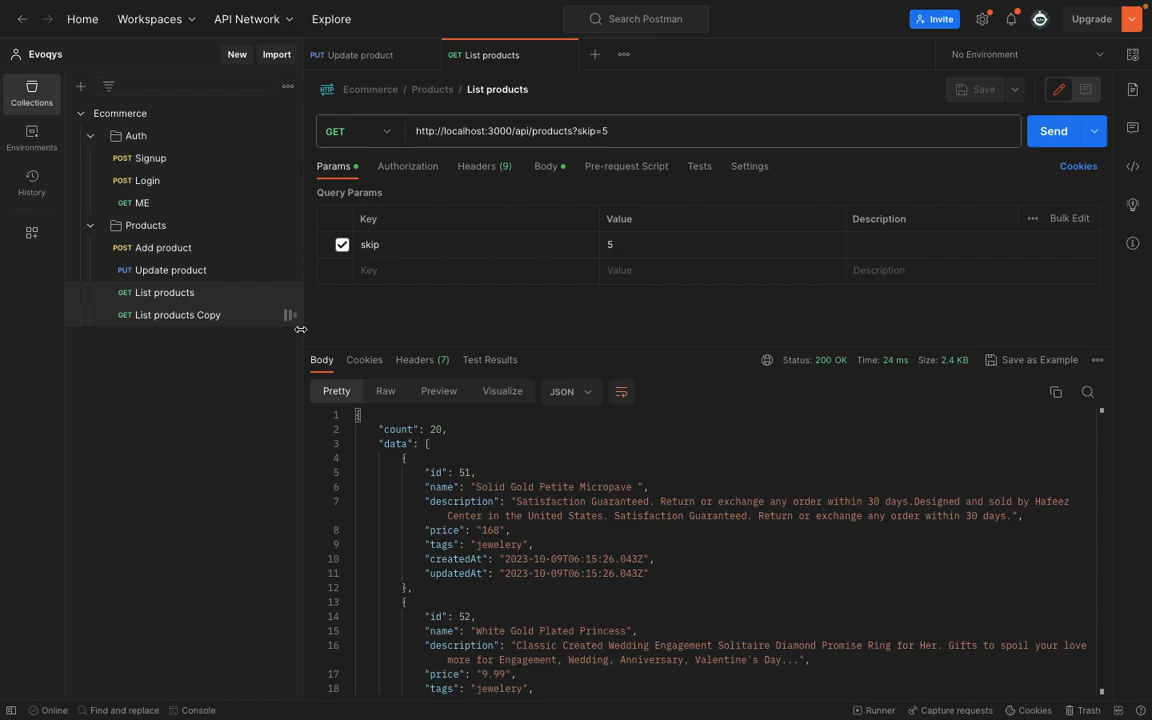 Home Workspaces API Network Explore Search Postman Invite Upgrade
Evoqys New Import PUT Update product GET List products No Environment
Collections
Environments
History
Ecommerce
Auth
POST Signup
POST Login
GET ME
Products
POST Add product
PUT Update product
GET List products
GET List products Copy
HTTP Ecommerce / Products / List products Save
GET http://localhost:3000/api/products?skip=5 Send
Params Authorization Headers (9) Body Pre-request Script Tests Settings Cookies
Query Params
Key Value Description Bulk Edit
skip 5
Key Value Description
Body Cookies Headers (7) Test Results Status: 200 OK Time: 24 ms Size: 2.4 KB Save as Example
Pretty Raw Preview Visualize JSON
1 {
2 "count": 20,
3 "data": [
4 {
5 "id": 51,
6 "name": "Solid Gold Petite Micropave ",
7 "description": "Satisfaction Guaranteed. Return or exchange any order within 30 days.Designed and sold by Hafeez
Center in the United States. Satisfaction Guaranteed. Return or exchange any order within 30 days.",
8 "price": "168",
9 "tags": "jewelery",
10 "createdAt": "2023-10-09T06:15:26.043Z",
11 "updatedAt": "2023-10-09T06:15:26.043Z"
12 },
13 {
14 "id": 52,
15 "name": "White Gold Plated Princess",
16 "description": "Classic Created Wedding Engagement Solitaire Diamond Promise Ring for Her. Gifts to spoil your love
more for Engagement, Wedding, Anniversary, Valentine's Day...",
17 "price": "9.99",
18 "tags": "jewelery",
Online Find and replace Console Runner Capture requests Cookies Trash